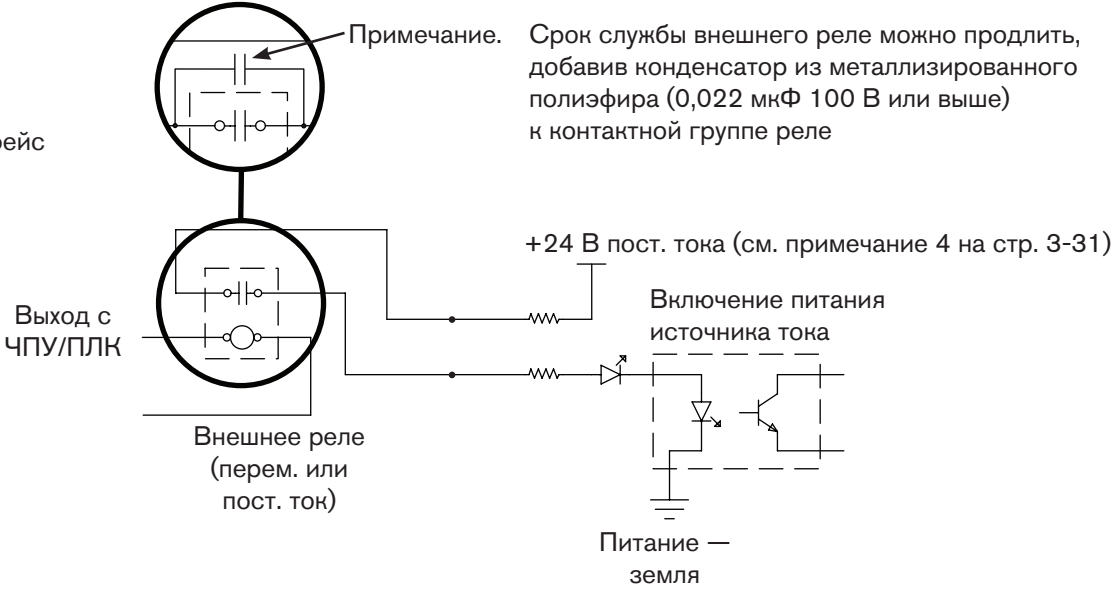 Примечание.
Срок службы внешнего реле можно продлить,
добавив конденсатор из металлизированного
полиэфира (0,022 мкФ 100 В или выше)
к контактной группе реле
+24 В пост. тока (см. примечание 4 на стр. 3-31)
Включение питания
источника тока
Выход с
ЧПУ/ПЛК
Внешнее реле
(перем. или
пост. ток)
Питание —
земля